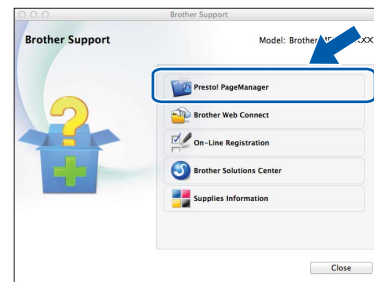 Brother Support
Brother Support
Model: Brother
Presto! PageManager
Brother Web Connect
On-Line Registration
Brother Solutions Center
Supplies Information
Close